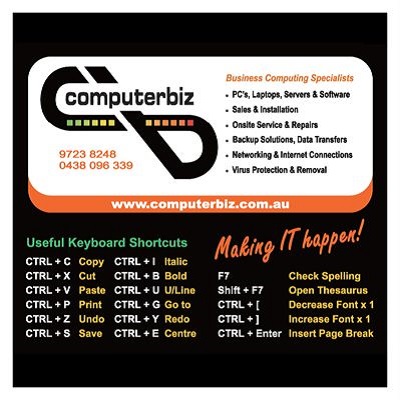 computerbiz
9723 8248
0438 096 339
Business Computing Specialists
• PC's, Laptops, Servers & Software
• Sales & Installation
• Onsite Service & Repairs
• Backup Solutions, Data Transfers
• Networking & Internet Connections
• Virus Protection & Removal
www.computerbiz.com.au
Useful Keyboard Shortcuts
Making IT happen!
CTRL + C Copy CTRL + I Italic
CTRL + X Cut CTRL + B Bold F7 Check Spelling
CTRL + V Paste CTRL + U U/Line Shift + F7 Open Thesaurus
CTRL + P Print CTRL + G Go to CTRL + [ Decrease Font x 1
CTRL + Z Undo CTRL + Y Redo CTRL + ] Increase Font x 1
CTRL + S Save CTRL + E Centre CTRL + Enter Insert Page Break